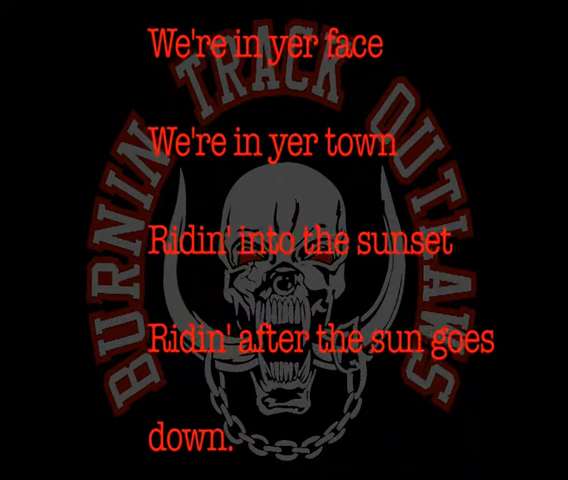 BURNIN TRACK OUTLAWS
We're in yer face
We're in yer town
Ridin' into the sunset
Ridin' after the sun goes
down.